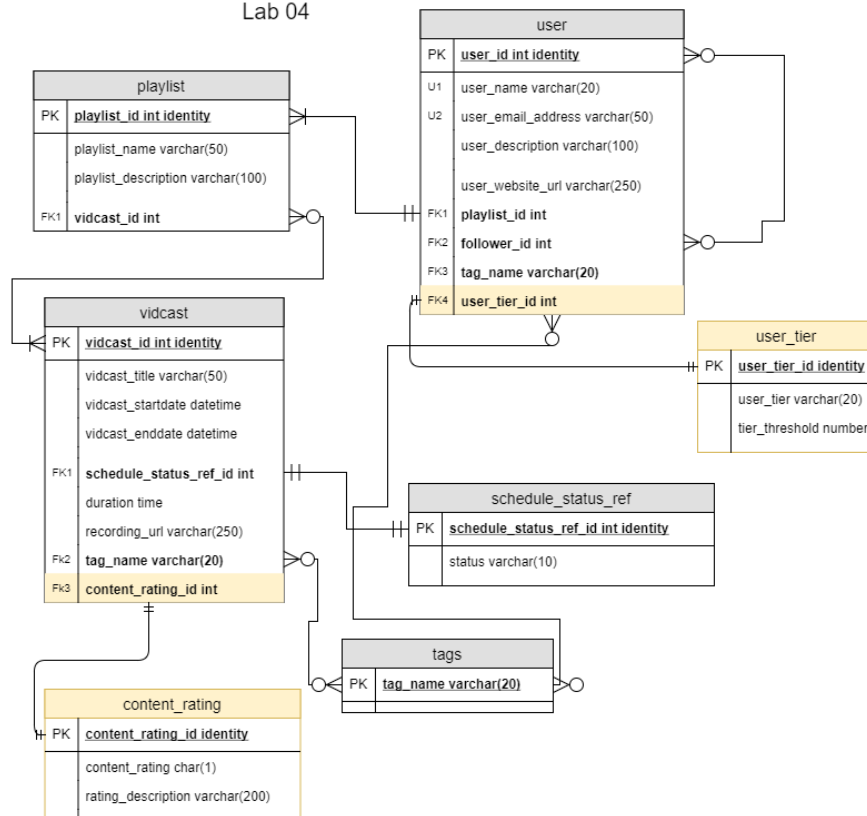 Lab 04
user
PK user_id int identity
U1 user_name varchar(20)
U2 user_email_address varchar(50)
user_description varchar(100)
user_website_url varchar(250)
FK1 playlist_id int
FK2 follower_id int
FK3 tag_name varchar(20)
FK4 user_tier_id int
playlist
PK playlist_id int identity
playlist_name varchar(50)
playlist_description varchar(100)
FK1 vidcast_id int
vidcast
PK vidcast_id int identity
vidcast_title varchar(50)
vidcast_startdate datetime
vidcast_enddate datetime
FK1 schedule_status_ref_id int
duration time
recording_url varchar(250)
Fk2 tag_name varchar(20)
Fk3 content_rating_id int
user_tier
PK user_tier_id identity
user_tier varchar(20)
tier_threshold number
schedule_status_ref
PK schedule_status_ref_id int identity
status varchar(10)
tags
PK tag_name varchar(20)
content_rating
PK content_rating_id identity
content_rating char(1)
rating_description varchar(200)